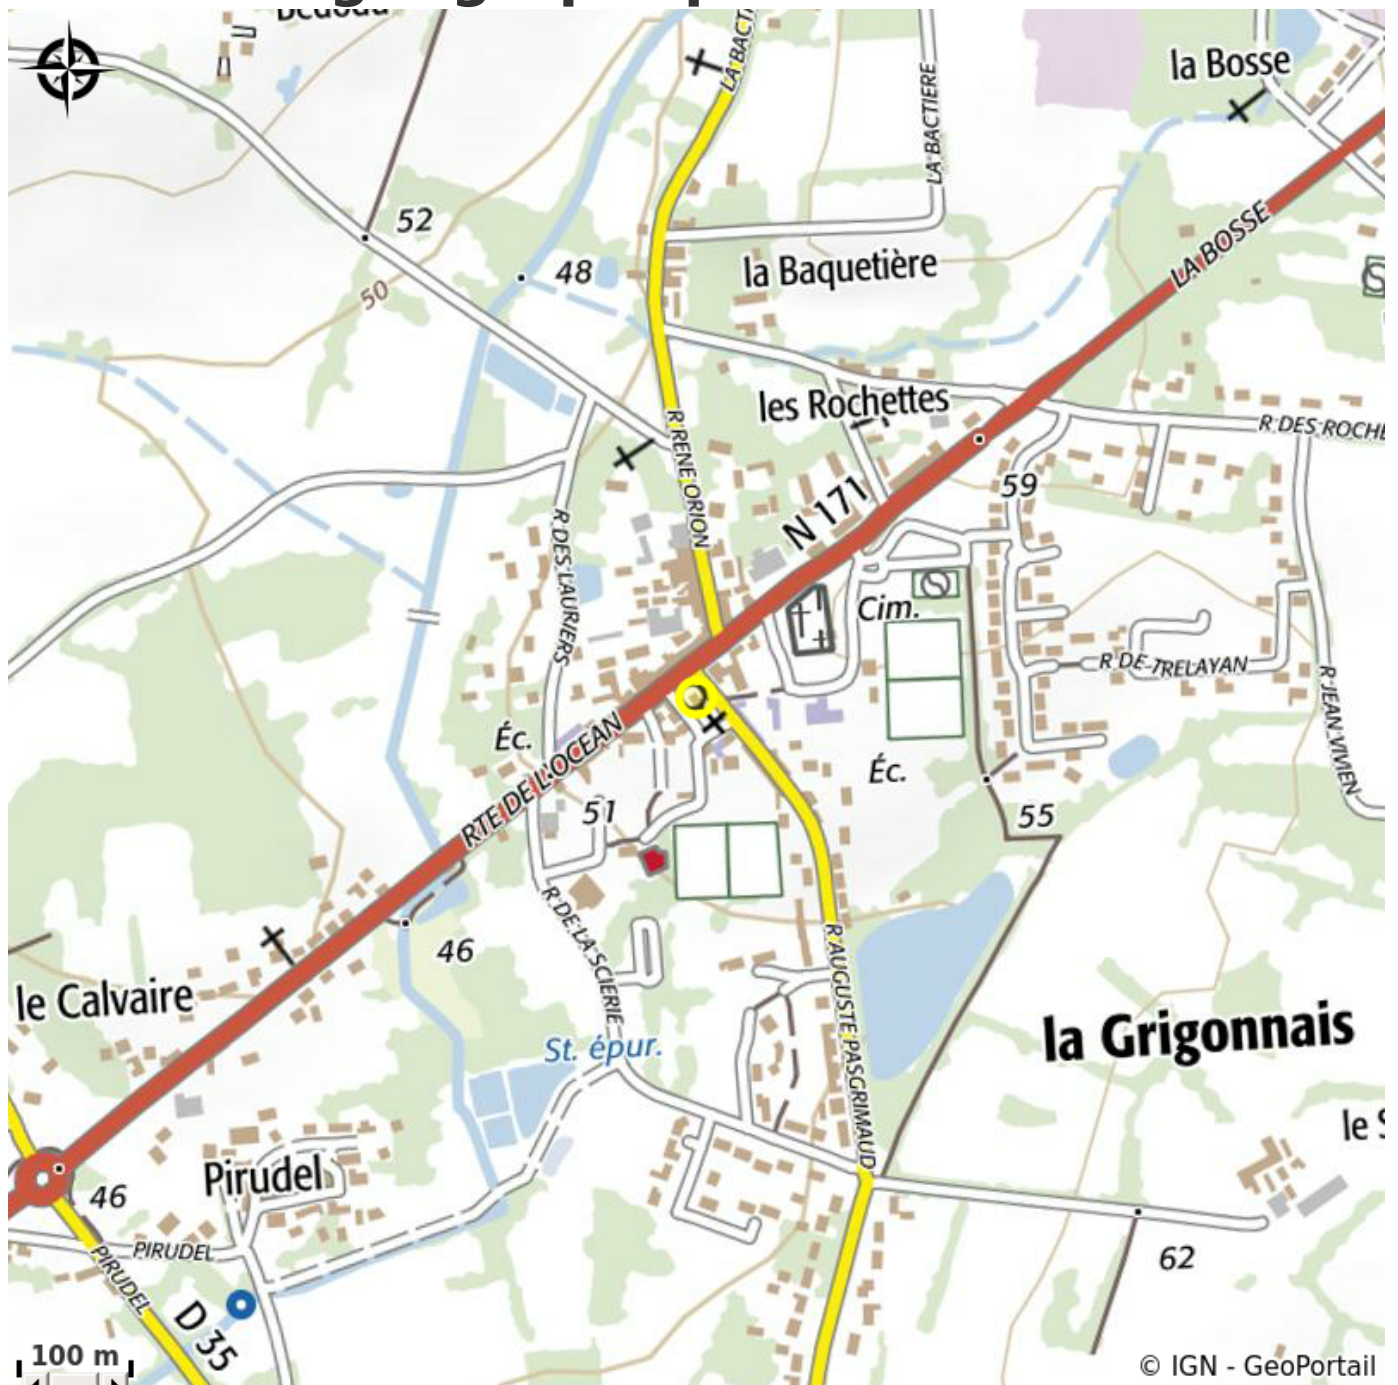 la Bosse
LA BACTIERE
52
48
50
la Baquetière
LA BOSSE
les Rochettes
R RENE ORION
R DES ROCHE
59
N 171
R DES LAURIERS
Cim.
R DE TRELAYAN
R JEAN VIVIEN
Éc.
RTE DE L'OCEAN
Éc.
51
55
R DE LA SCIERIE
46
R AUGUSTE PASGRIMAUD
le Calvaire
la Grigonnais
St. épur.
le S
Pirudel
46
PIRUDEL
PIRUDEL
62
D 35
100 m
© IGN - GeoPortail